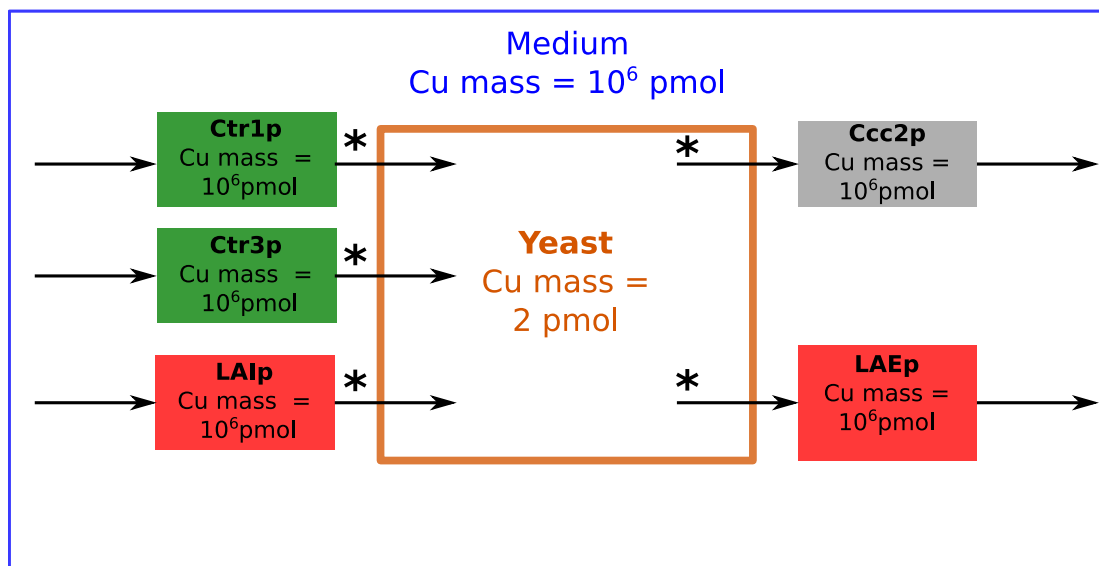 Medium
Cu mass = 10⁶ pmol
Ctr1p
Cu mass =
10⁶pmol
*
*
Ccc2p
Cu mass =
10⁶pmol
Ctr3p
Cu mass =
10⁶pmol
*
Yeast
Cu mass =
2 pmol
LAIp
Cu mass =
10⁶pmol
*
*
LAEp
Cu mass =
10⁶pmol